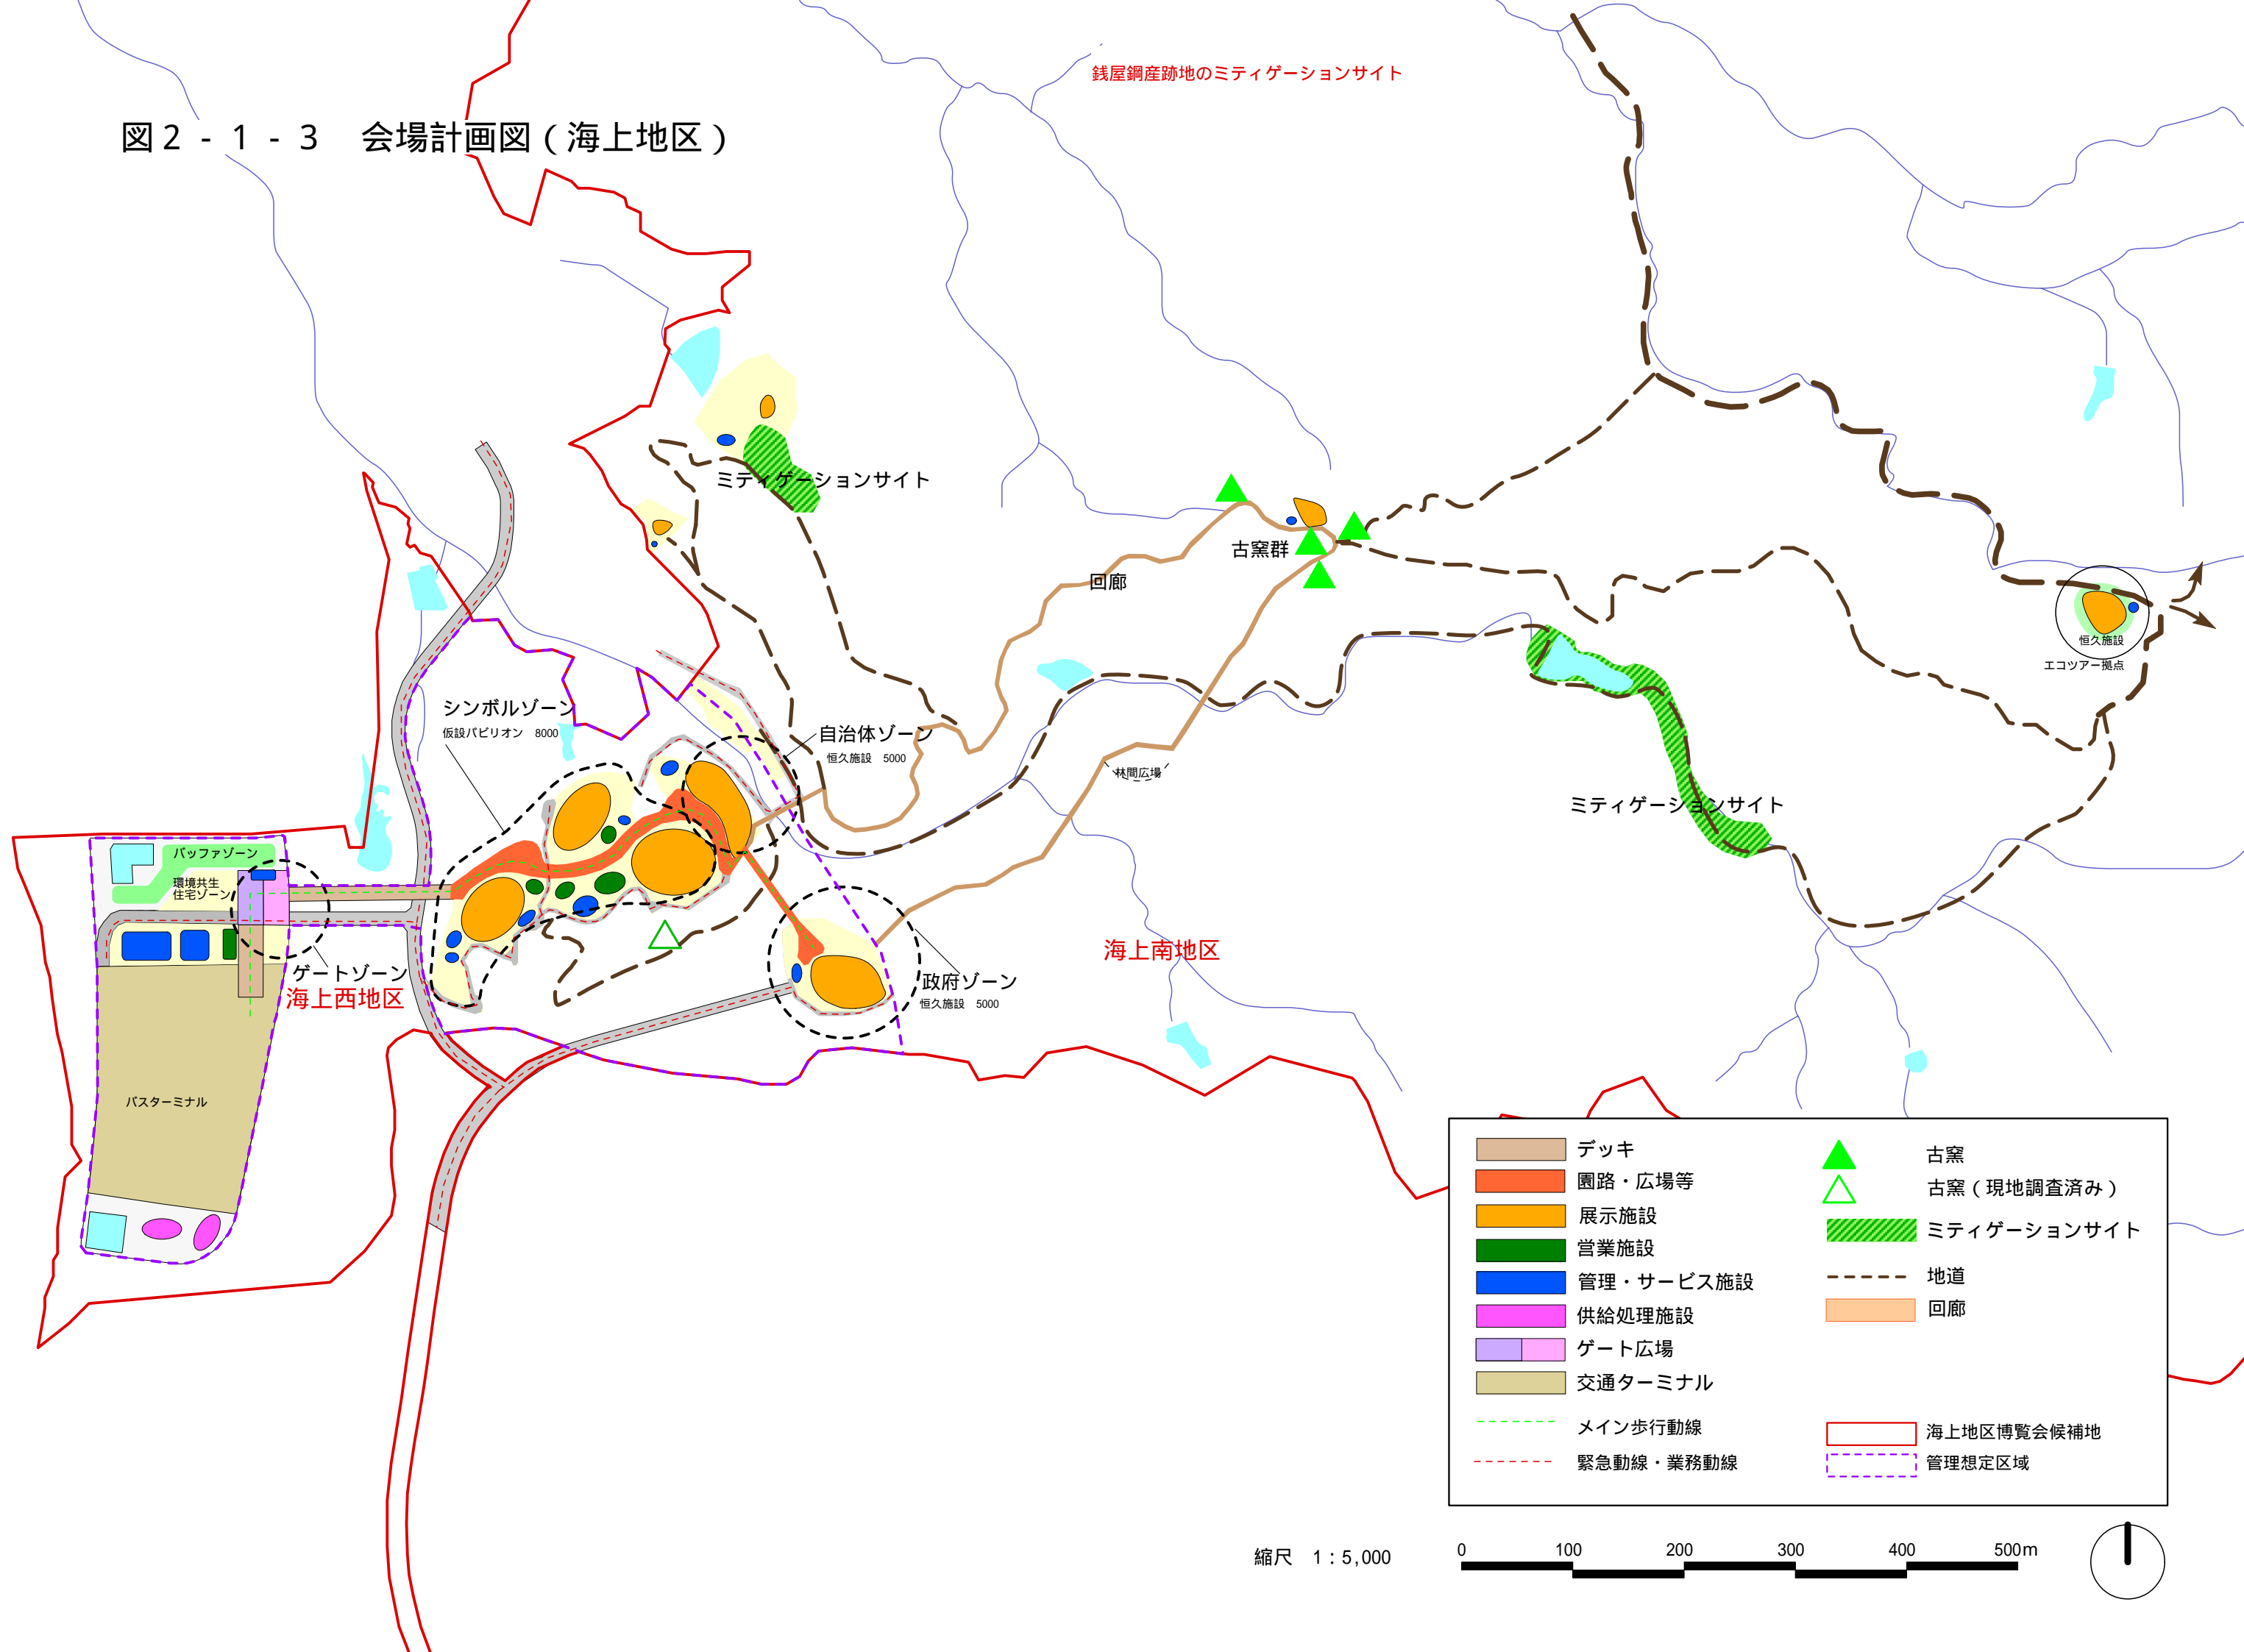 銭屋鋼産跡地のミティゲーションサイト
図2-1-3　会場計画図(海上地区)
ミティゲーションサイト
古窯群
回廊
恒久施設
エコツアー拠点
シンボルゾーン
仮設パビリオン　8000
自治体ゾーン
恒久施設　5000
林間広場
ミティゲーションサイト
バッファゾーン
環境共生
住宅ゾーン
ゲートゾーン
海上西地区
海上南地区
政府ゾーン
恒久施設　5000
バスターミナル
デッキ
園路・広場等
展示施設
営業施設
管理・サービス施設
供給処理施設
ゲート広場
交通ターミナル
メイン歩行動線
緊急動線・業務動線
古窯
古窯(現地調査済み)
ミティゲーションサイト
地道
回廊
海上地区博覧会候補地
管理想定区域
縮尺　1:5,000
0 100 200 300 400 500m